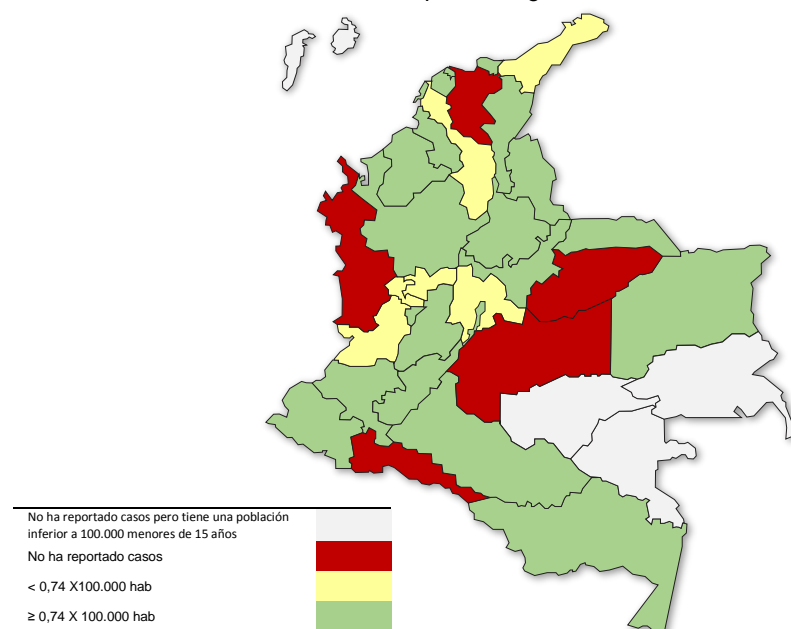 No ha reportado casos pero tiene una población
inferior a 100.000 menores de 15 años
No ha reportado casos
< 0,74 X100.000 hab
≥ 0,74 X 100.000 hab